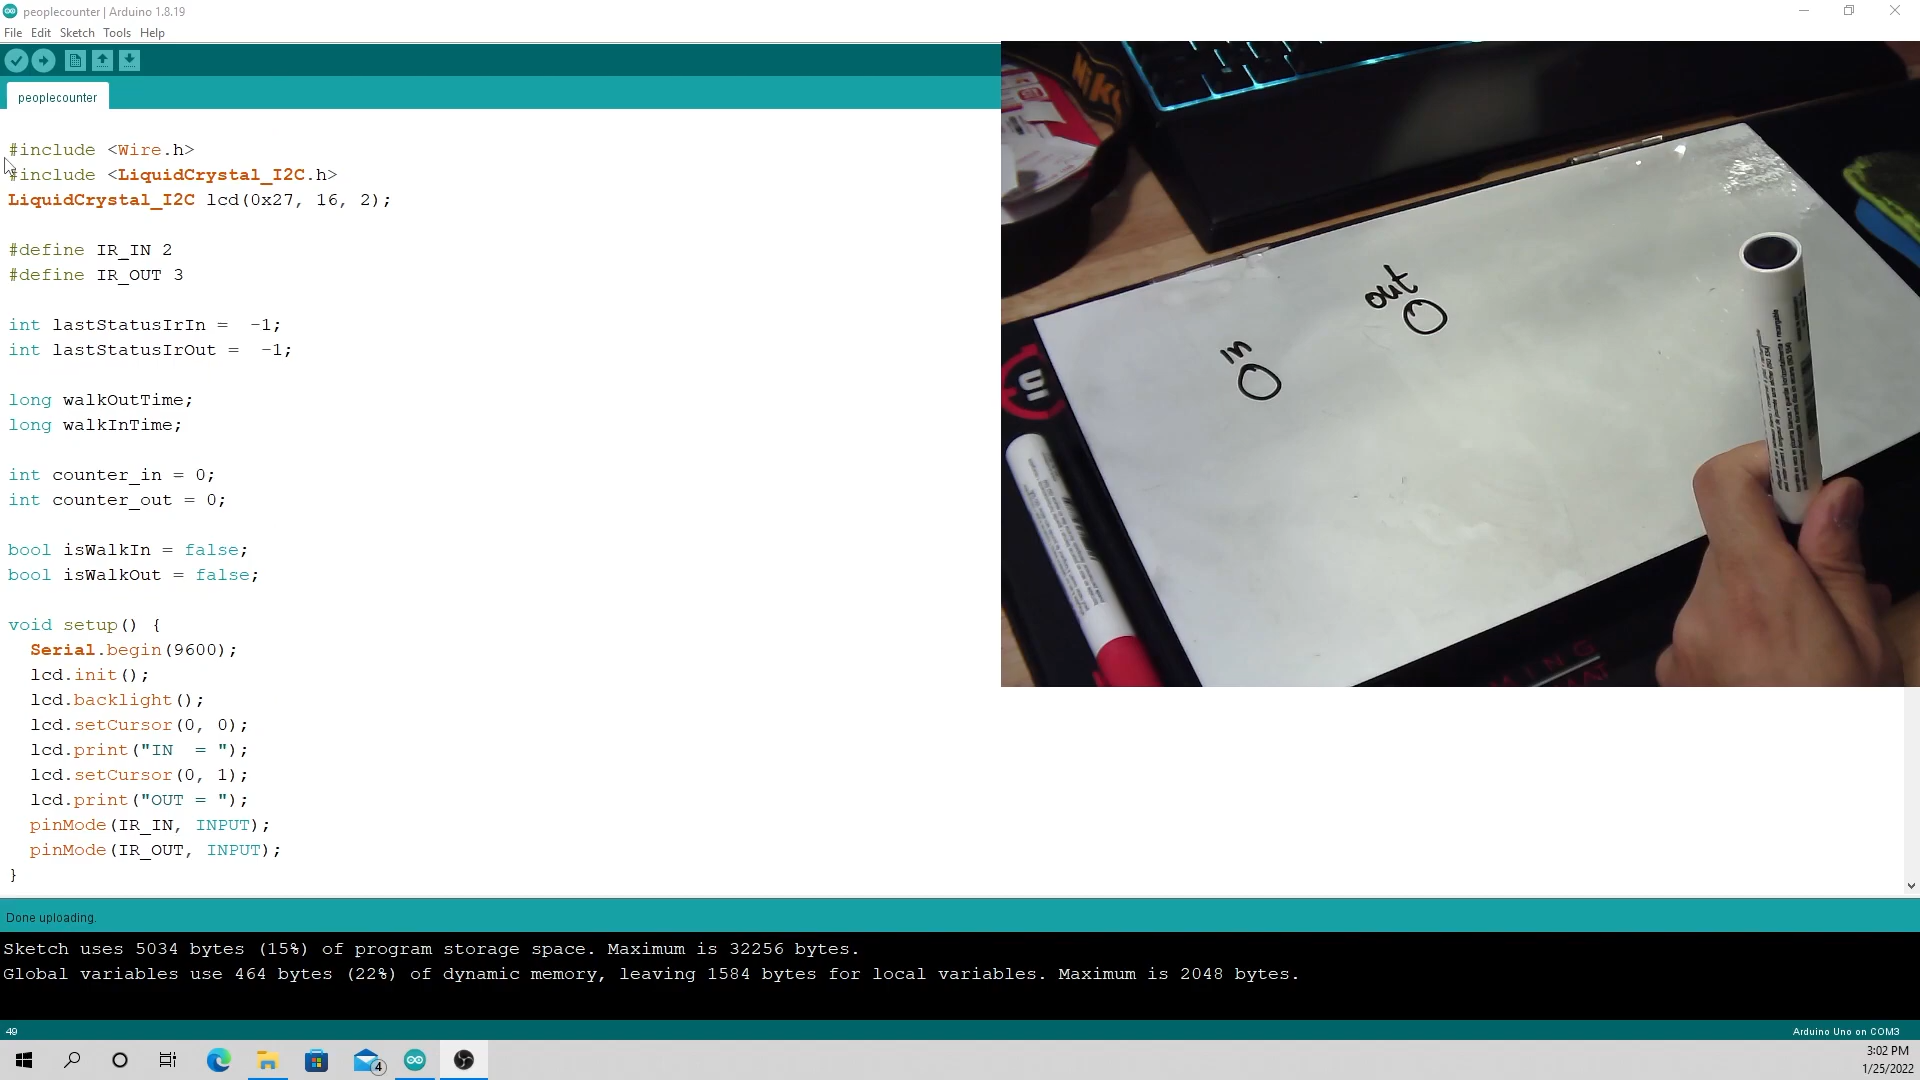 peoplecounter | Arduino 1.8.19
File Edit Sketch Tools Help
peoplecounter
#include <Wire.h>
#include <LiquidCrystal_I2C.h>
LiquidCrystal_I2C lcd(0x27, 16, 2);
#define IR_IN 2
#define IR_OUT 3
int lastStatusIrIn =  -1;
int lastStatusIrOut =  -1;
long walkOutTime;
long walkInTime;
int counter_in = 0;
int counter_out = 0;
bool isWalkIn = false;
bool isWalkOut = false;
void setup() {
  Serial.begin(9600);
  lcd.init();
  lcd.backlight();
  lcd.setCursor(0, 0);
  lcd.print("IN  = ");
  lcd.setCursor(0, 1);
  lcd.print("OUT = ");
  pinMode(IR_IN, INPUT);
  pinMode(IR_OUT, INPUT);
}
in
out
Done uploading.
Sketch uses 5034 bytes (15%) of program storage space. Maximum is 32256 bytes.
Global variables use 464 bytes (22%) of dynamic memory, leaving 1584 bytes for local variables. Maximum is 2048 bytes.
49
Arduino Uno on COM3
4
3:02 PM
1/25/2022